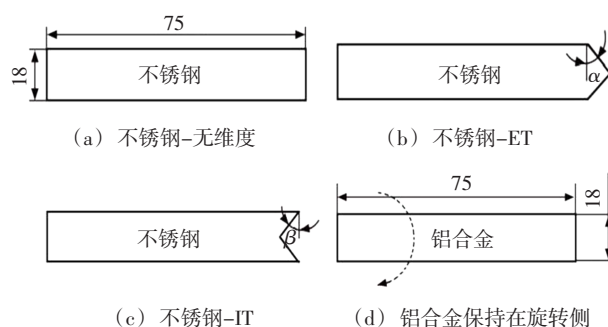 75
18
不锈钢
(a) 不锈钢-无维度
不锈钢
α
(b) 不锈钢-ET
不锈钢
β
(c) 不锈钢-IT
75
18
铝合金
(d) 铝合金保持在旋转侧